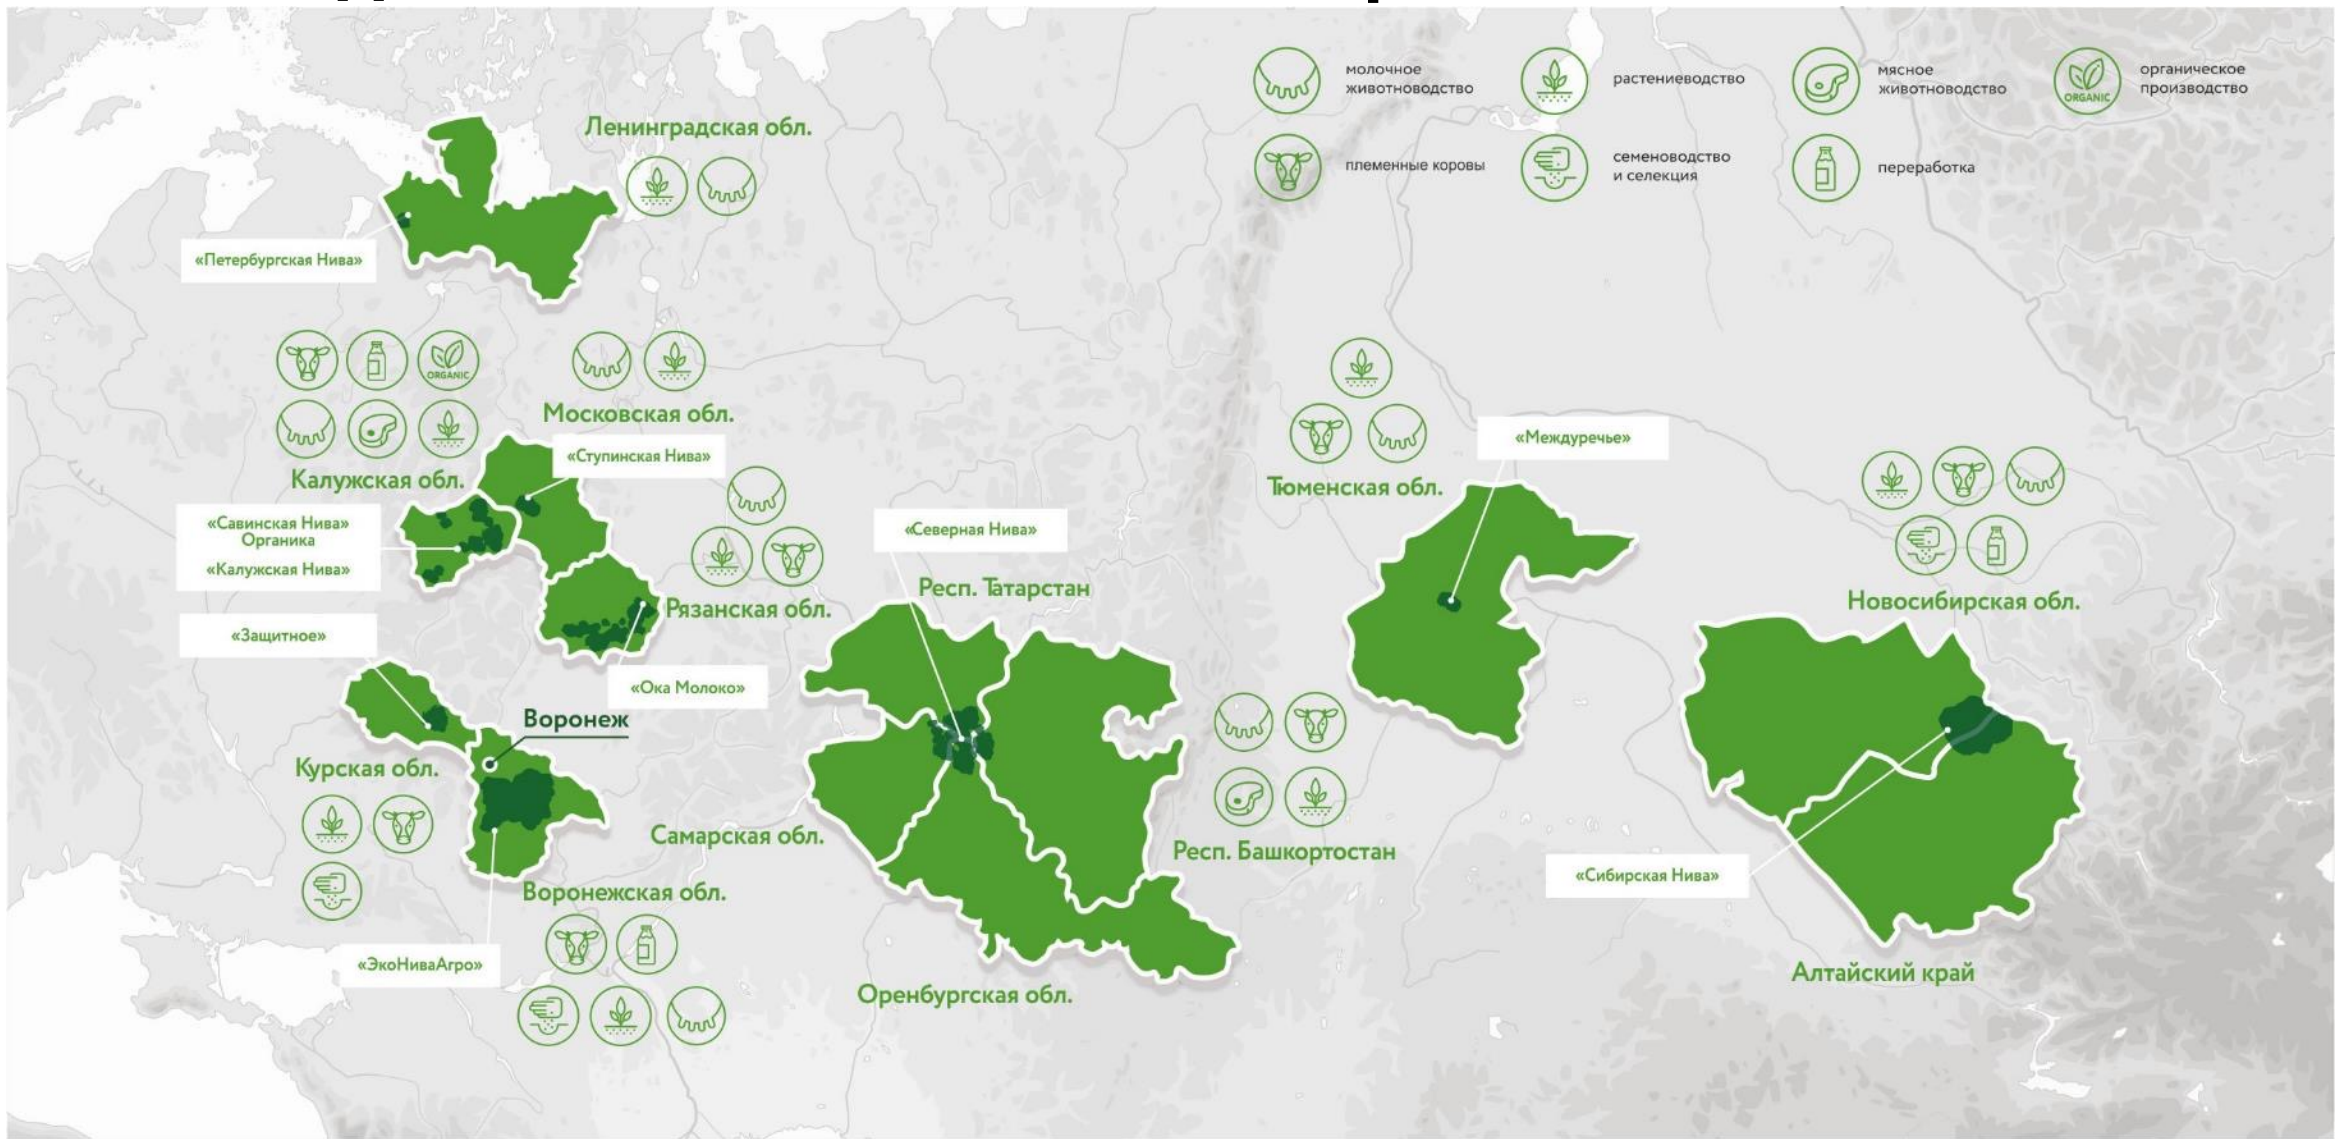 молочное
животноводство
растениеводство
мясное
животноводство
органическое
производство
ORGANIC
племенные коровы
семеноводство
и селекция
переработка
Ленинградская обл.
«Петербургская Нива»
ORGANIC
Калужская обл.
Московская обл.
«Ступинская Нива»
«Савинская Нива»
Органика
«Калужская Нива»
Рязанская обл.
«Защитное»
«Ока Молоко»
Воронеж
Курская обл.
Воронежская обл.
«ЭкоНиваАгро»
«Северная Нива»
Респ. Татарстан
Самарская обл.
Оренбургская обл.
Респ. Башкортостан
Тюменская обл.
«Междуречье»
Новосибирская обл.
«Сибирская Нива»
Алтайский край